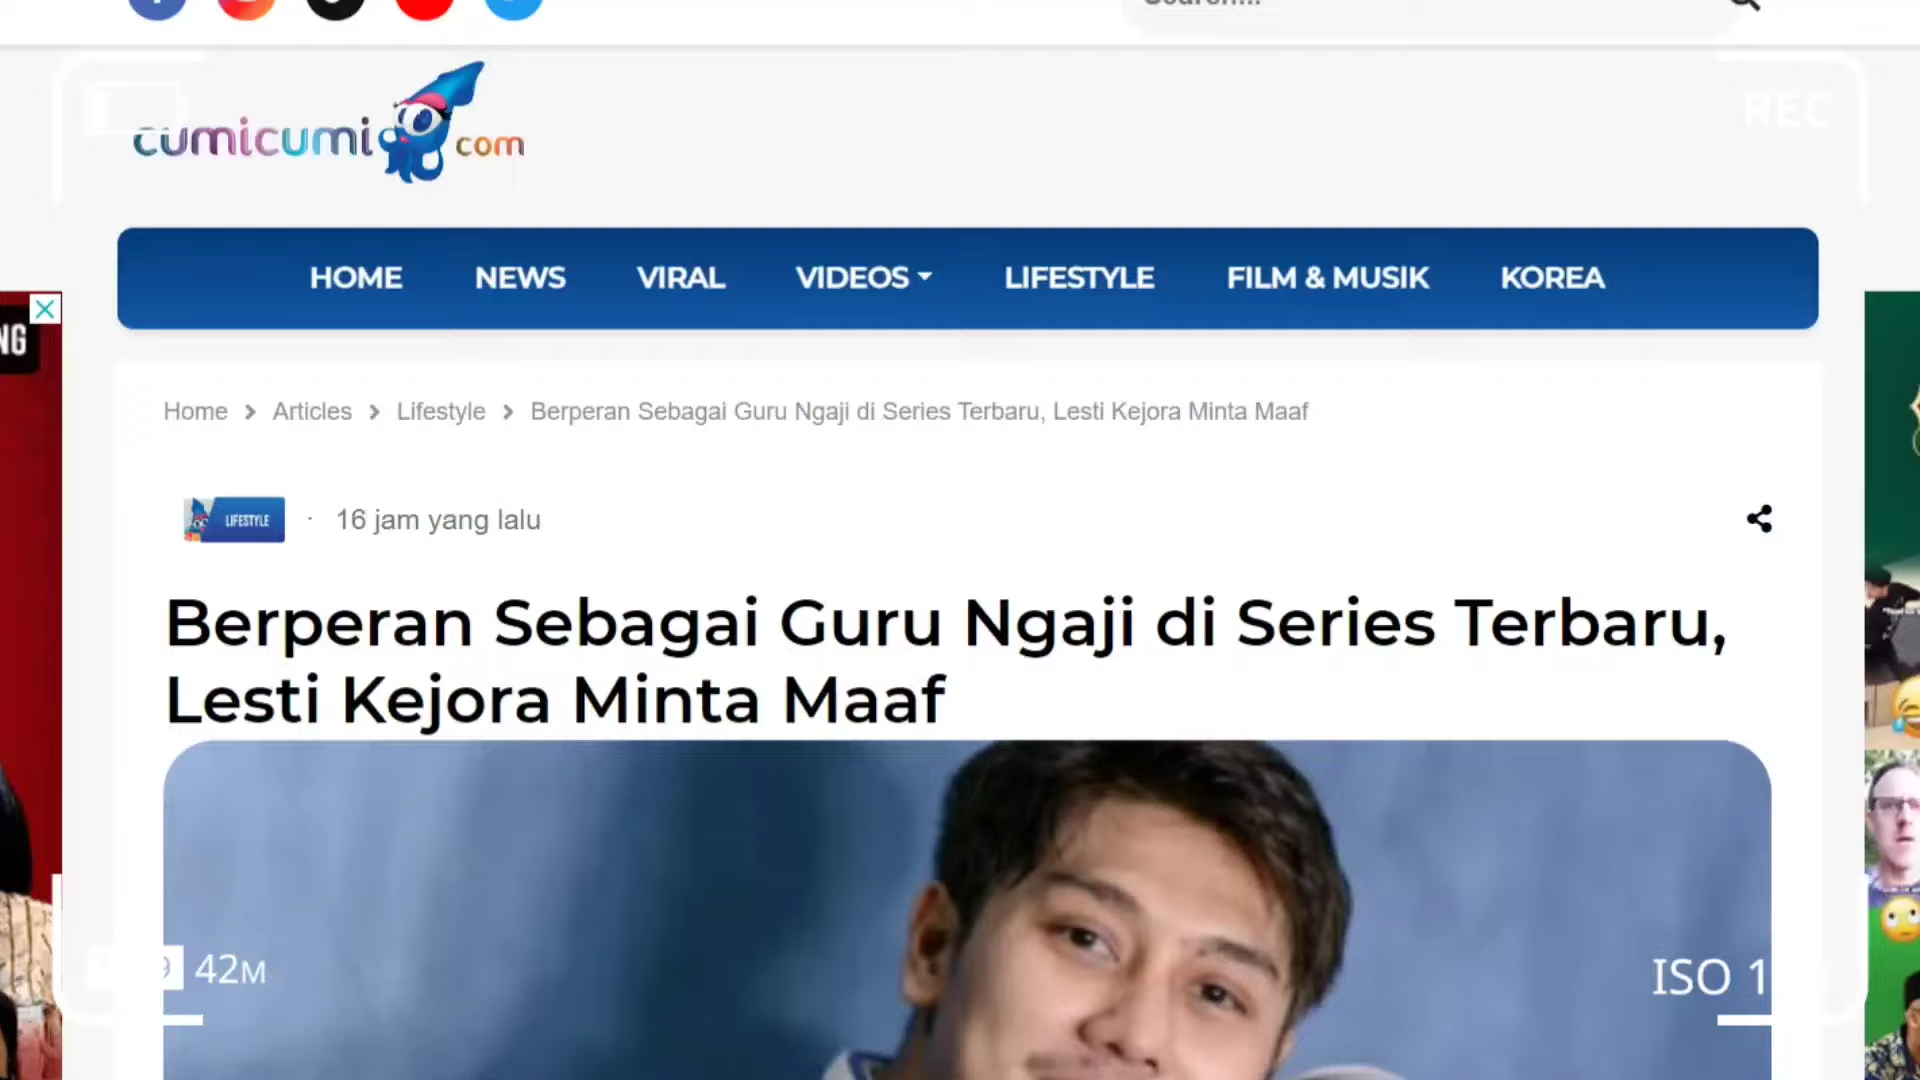 cumicumi com
REC
HOME NEWS VIRAL VIDEOS LIFESTYLE FILM & MUSIK KOREA
NG
Home > Articles > Lifestyle > Berperan Sebagai Guru Ngaji di Series Terbaru, Lesti Kejora Minta Maaf
LIFESTYLE · 16 jam yang lalu
Berperan Sebagai Guru Ngaji di Series Terbaru,
Lesti Kejora Minta Maaf
42M
ISO 1